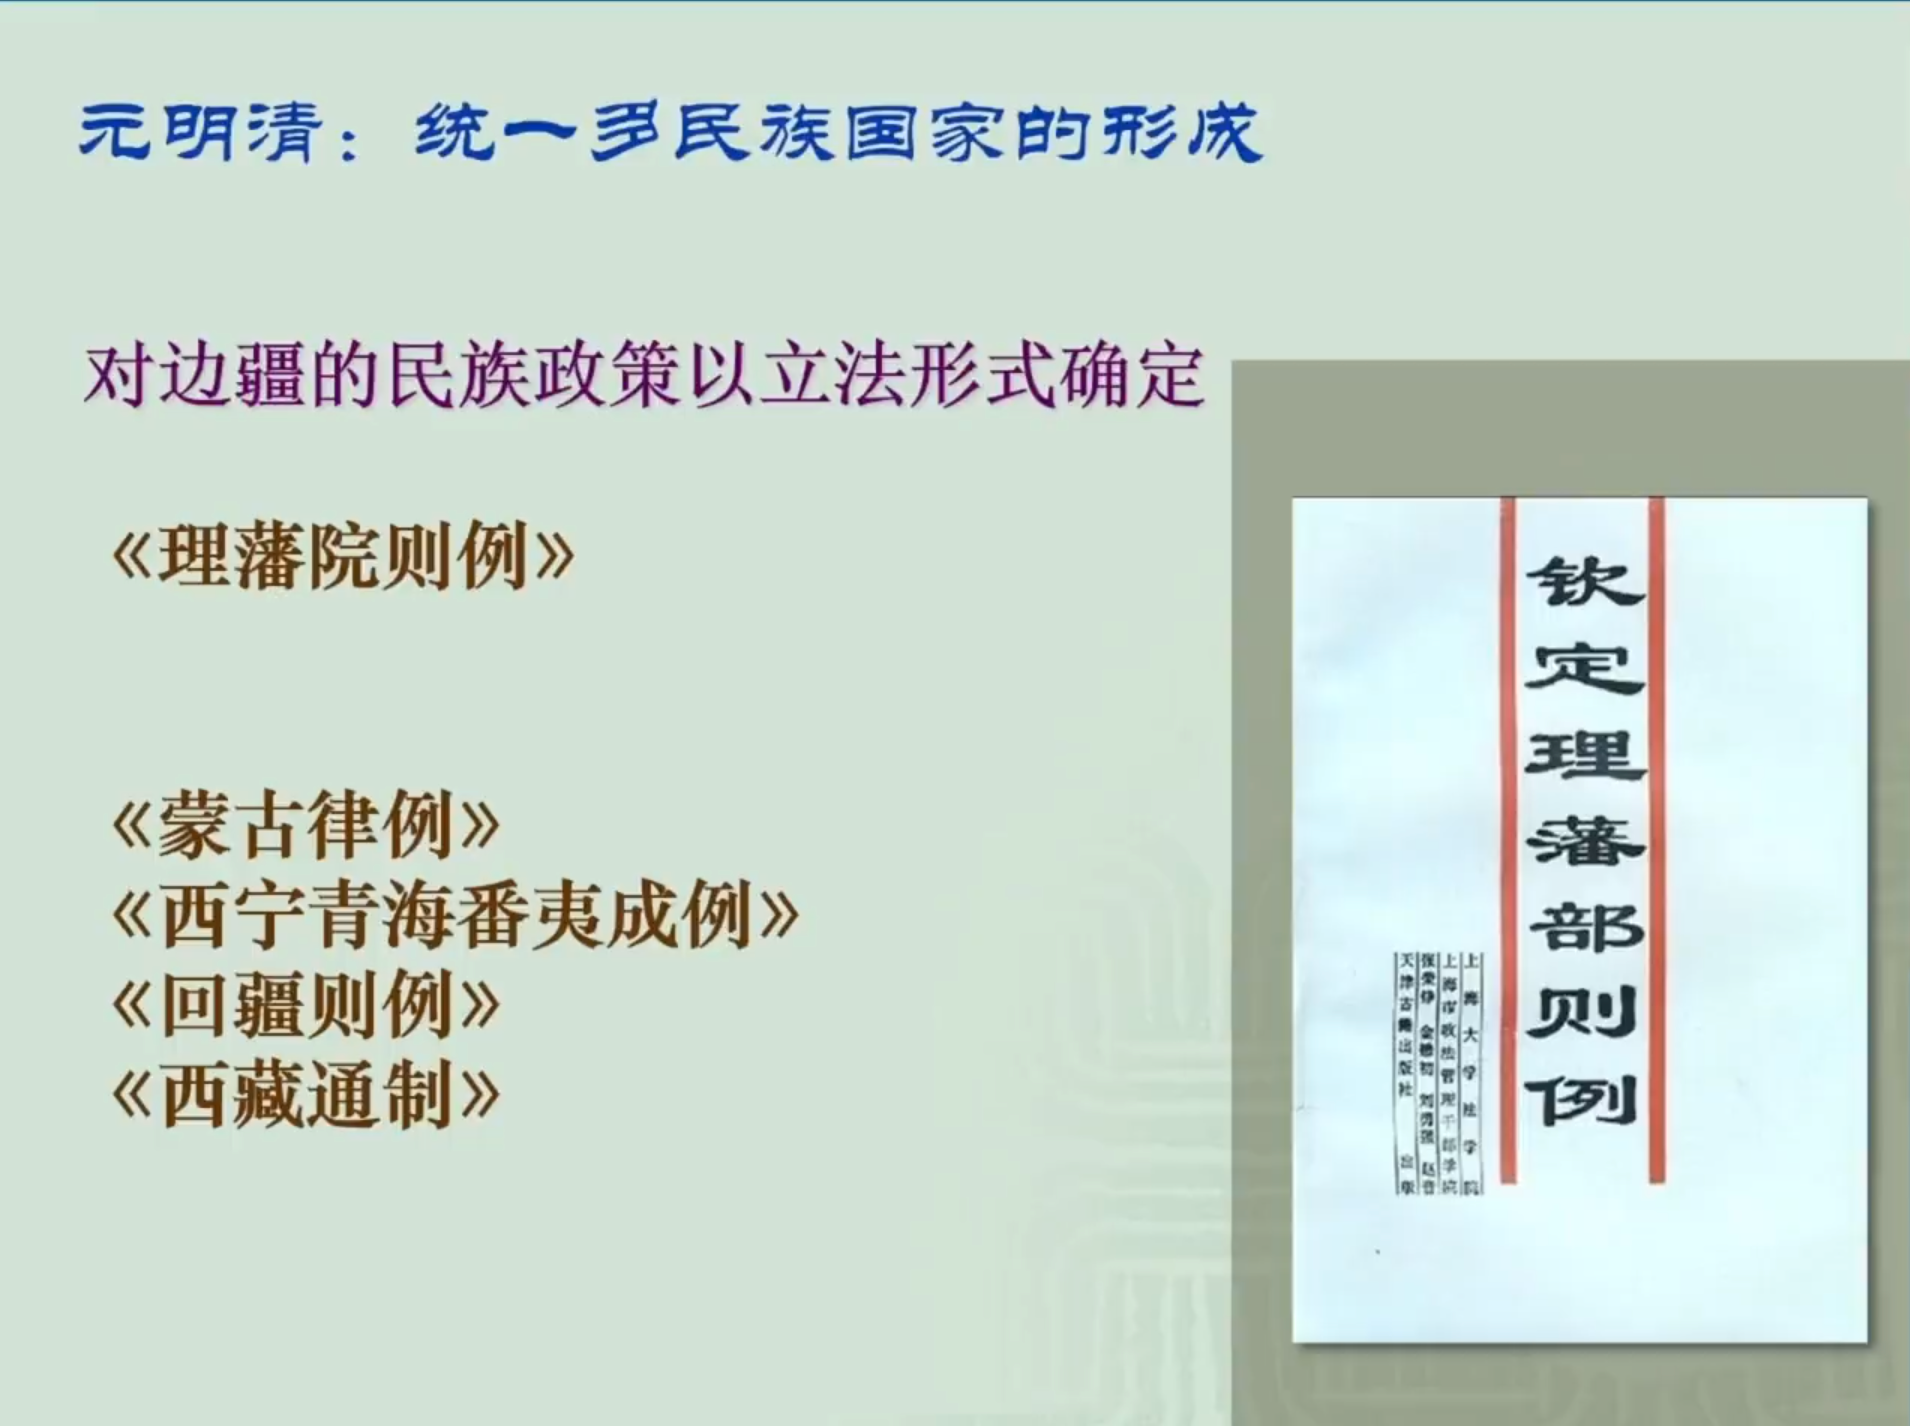 元明清：统一多民族国家的形成
对边疆的民族政策以立法形式确定
《理藩院则例》
《蒙古律例》
《西宁青海番夷成例》
《回疆则例》
《西藏通制》
钦定理藩部则例
上海大学法学院
上海市政法管理干部学院
张荣铮 金懋初 刘勇强 赵音
天津古籍出版社 出版